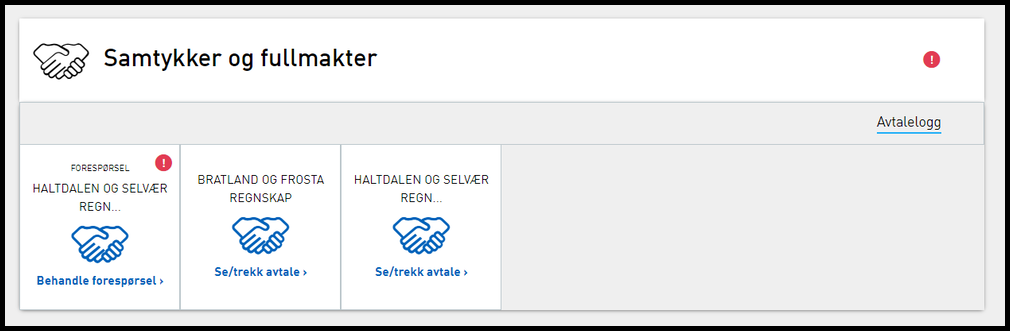 Samtykker og fullmakter
!
Avtalelogg
FORESPØRSEL
!
HALTDALEN OG SELVÆR
REGN...
Behandle forespørsel ›
BRATLAND OG FROSTA
REGNSKAP
Se/trekk avtale ›
HALTDALEN OG SELVÆR
REGN...
Se/trekk avtale ›